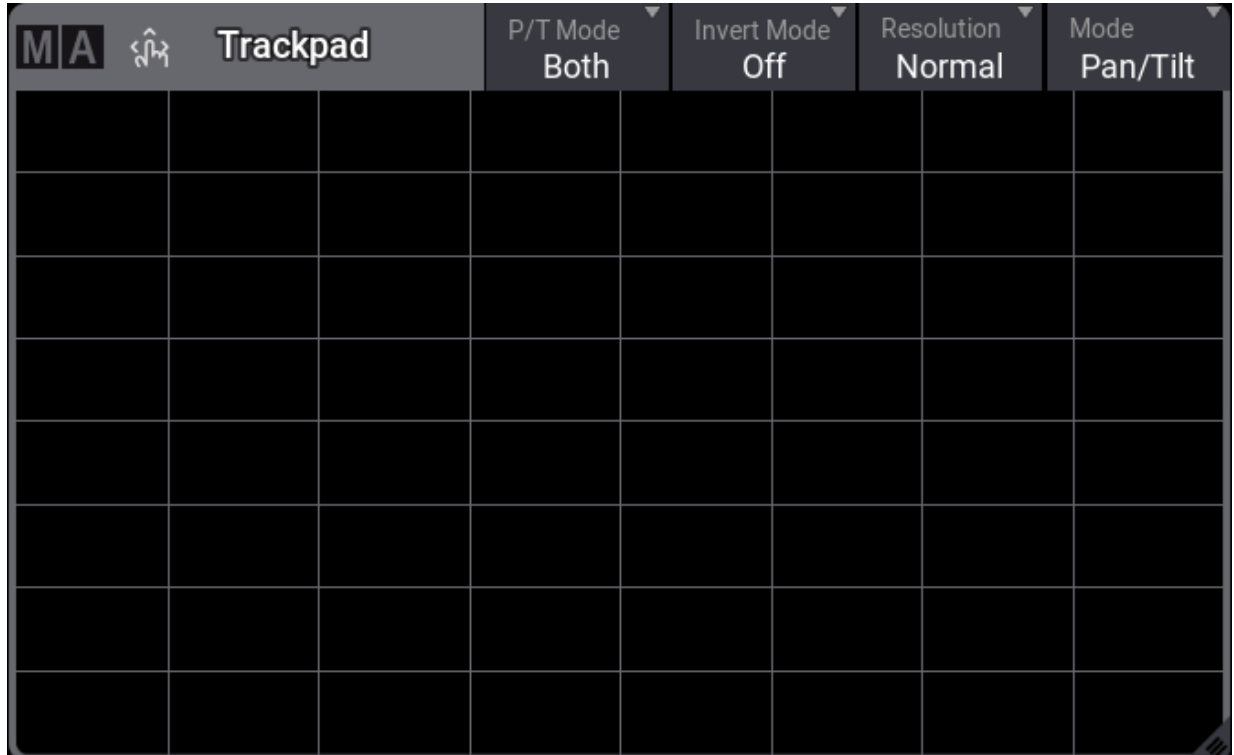 MA Trackpad
P/T Mode
Both
Invert Mode
Off
Resolution
Normal
Mode
Pan/Tilt